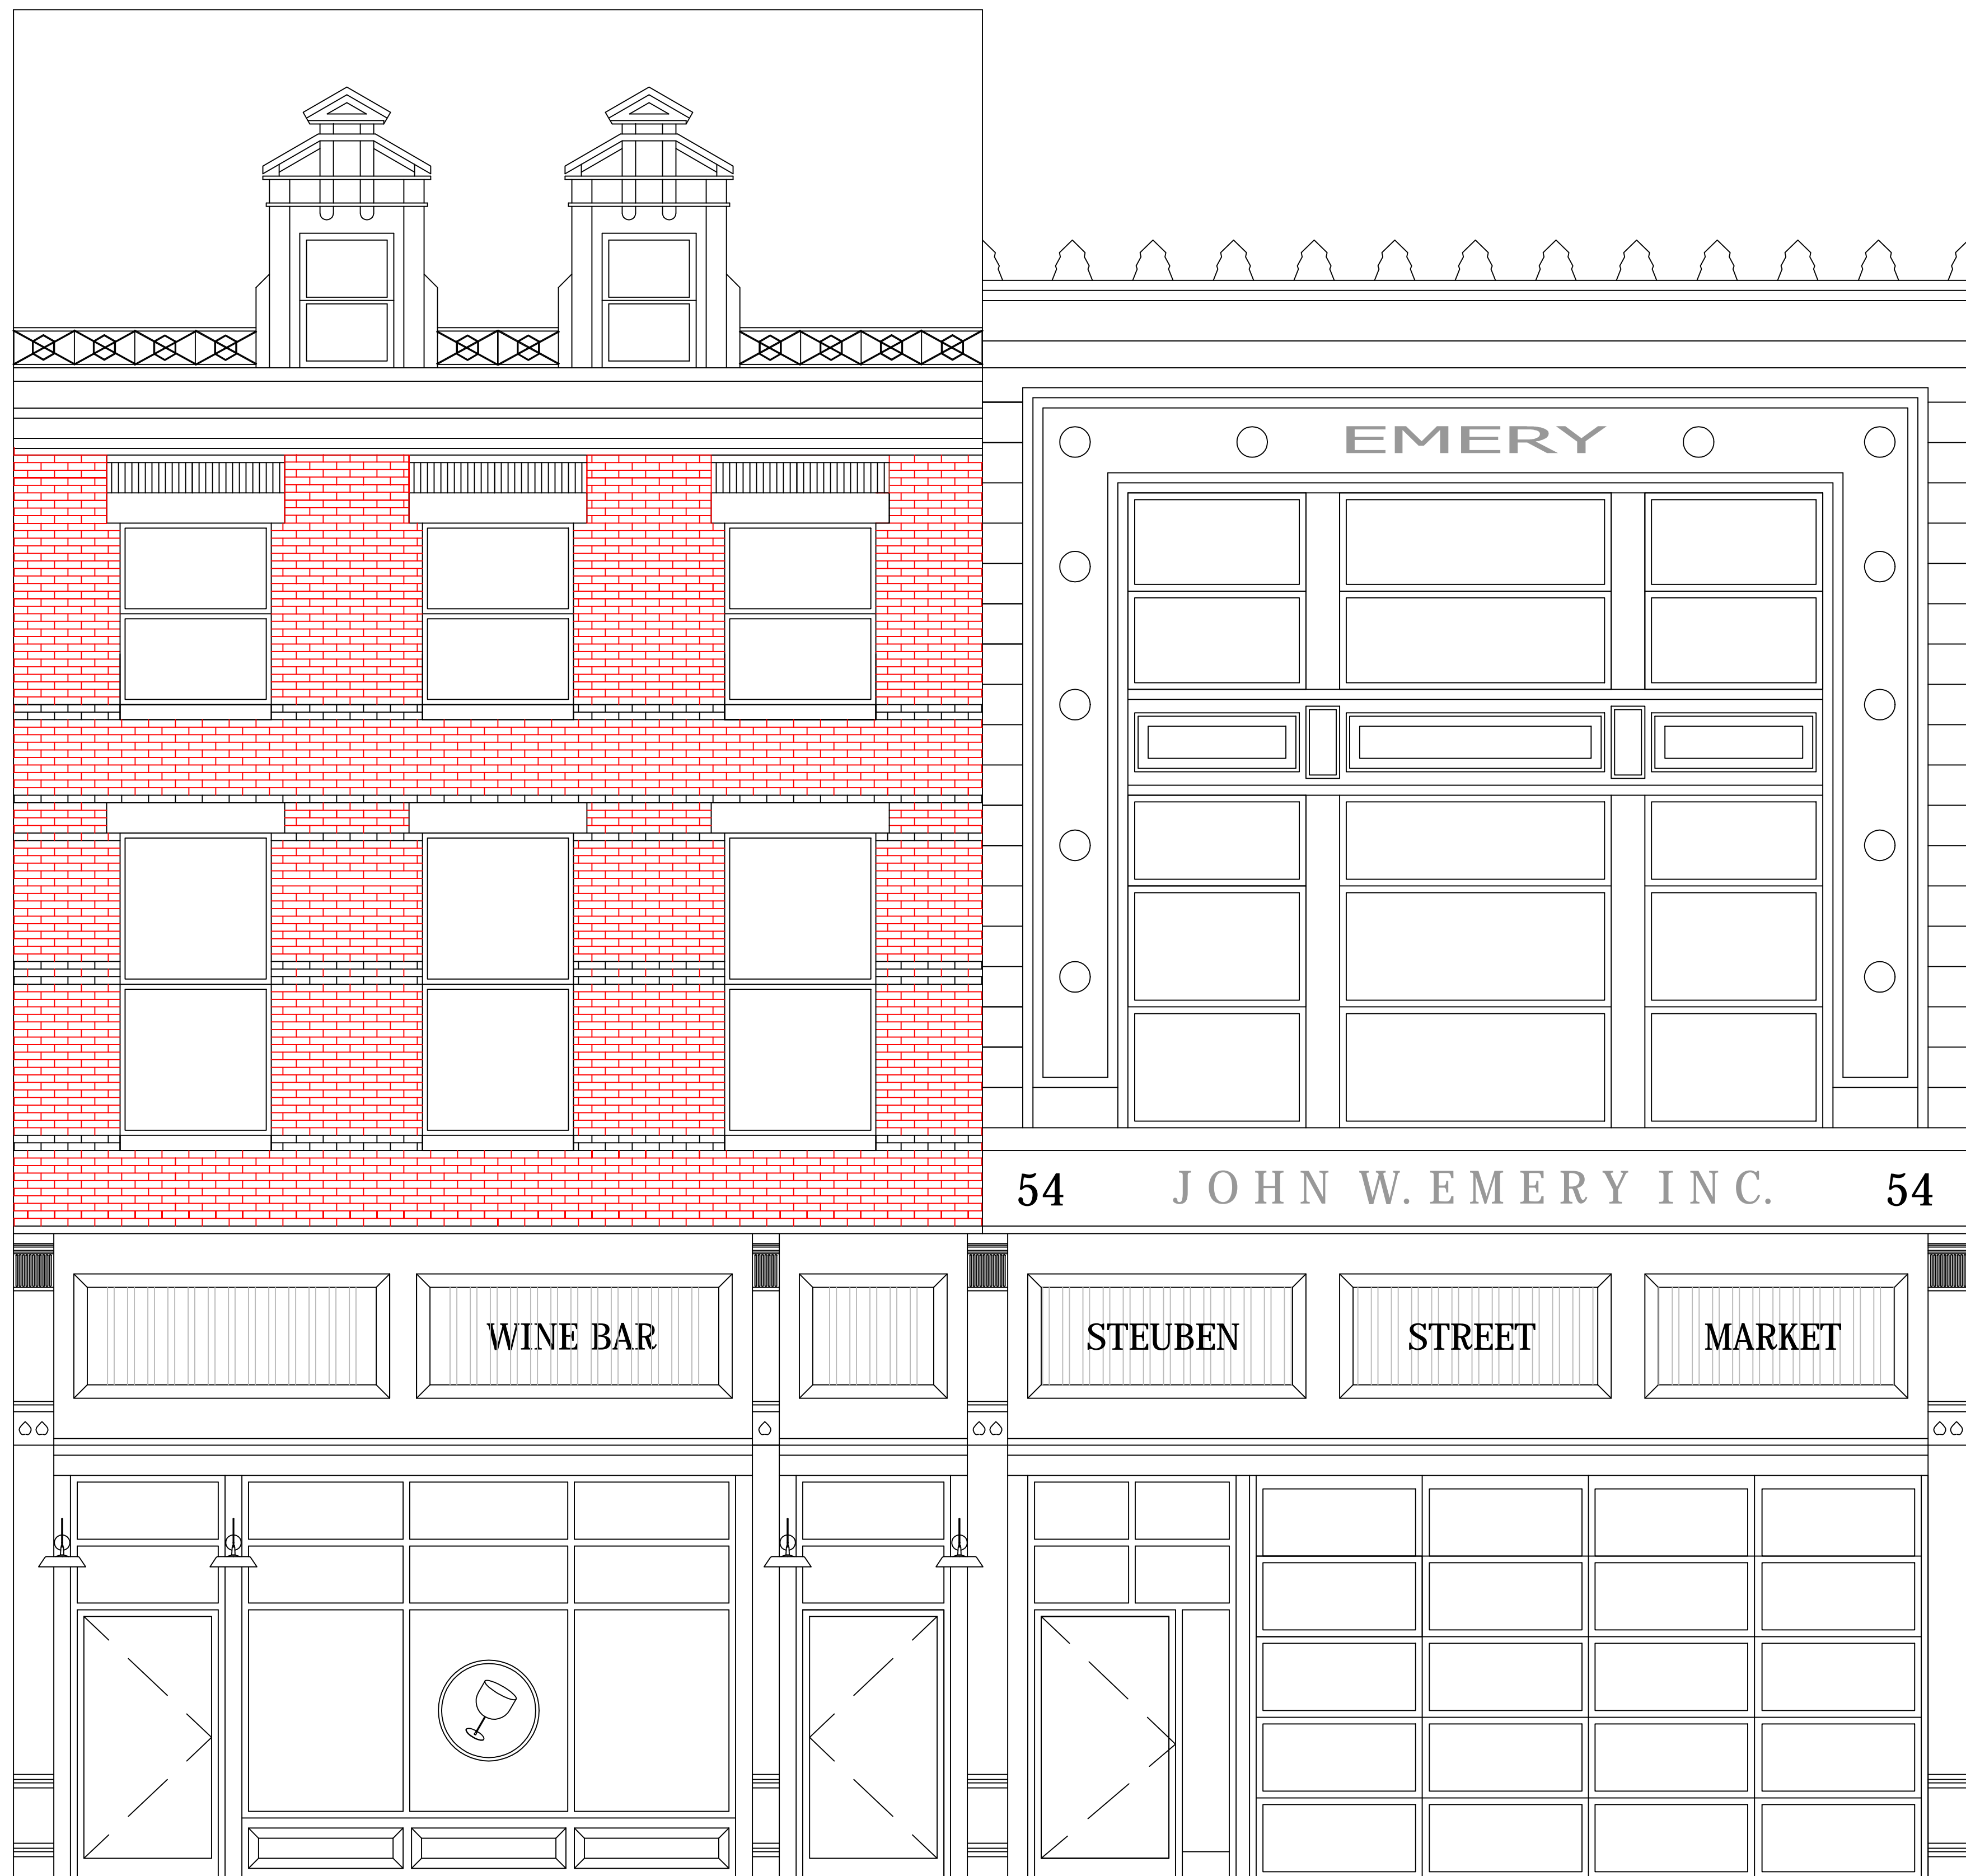 EMERY
54 JOHN W. EMERY INC. 54
WINE BAR STEUBEN STREET MARKET